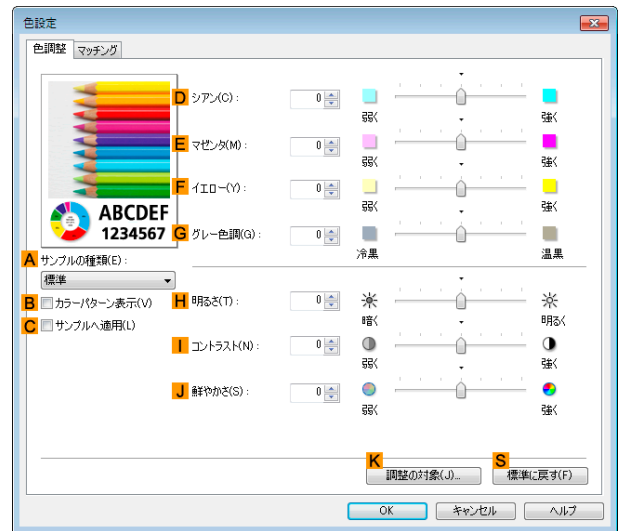 色設定
色調整 マッチング
D シアン(C) : 0 弱く 強く
E マゼンタ(M) : 0 弱く 強く
F イエロー(Y) : 0 弱く 強く
ABCDEF
1234567
G グレー色調(G) : 0 冷黒 温黒
A サンプルの種類(E) :
標準
B カラーパターン表示(V)
C サンプルへ適用(L)
H 明るさ(T) : 0 暗く 明るく
I コントラスト(N) : 0 弱く 強く
J 鮮やかさ(S) : 0 弱く 強く
K 調整の対象(J)... S 標準に戻す(F)
OK キャンセル ヘルプ